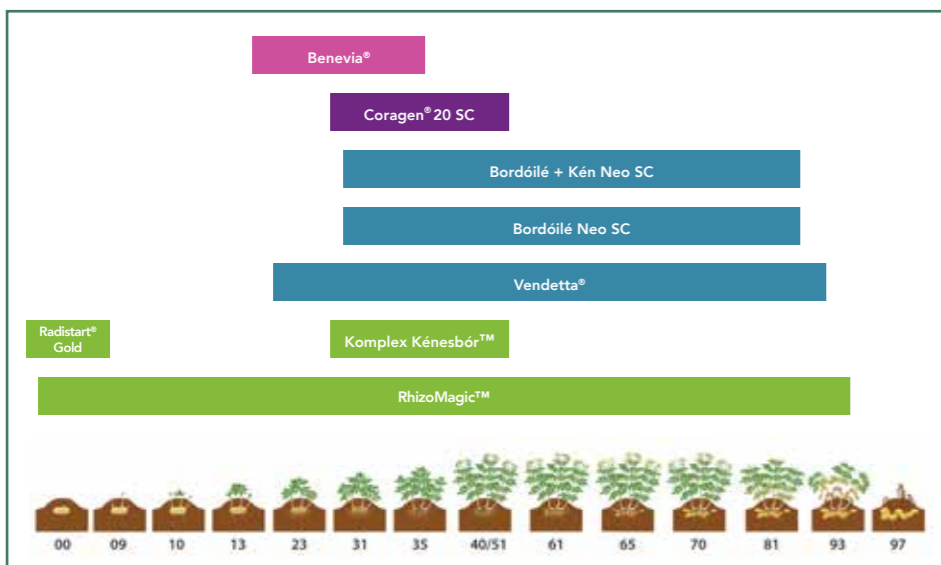 Benevia®
Coragen® 20 SC
Bordóilé + Kén Neo SC
Bordóilé Neo SC
Vendetta®
Radistart®
Gold
Komplex Kénesbór™
RhizoMagic™
00 09 10 13 23 31 35 40/51 61 65 70 81 93 97